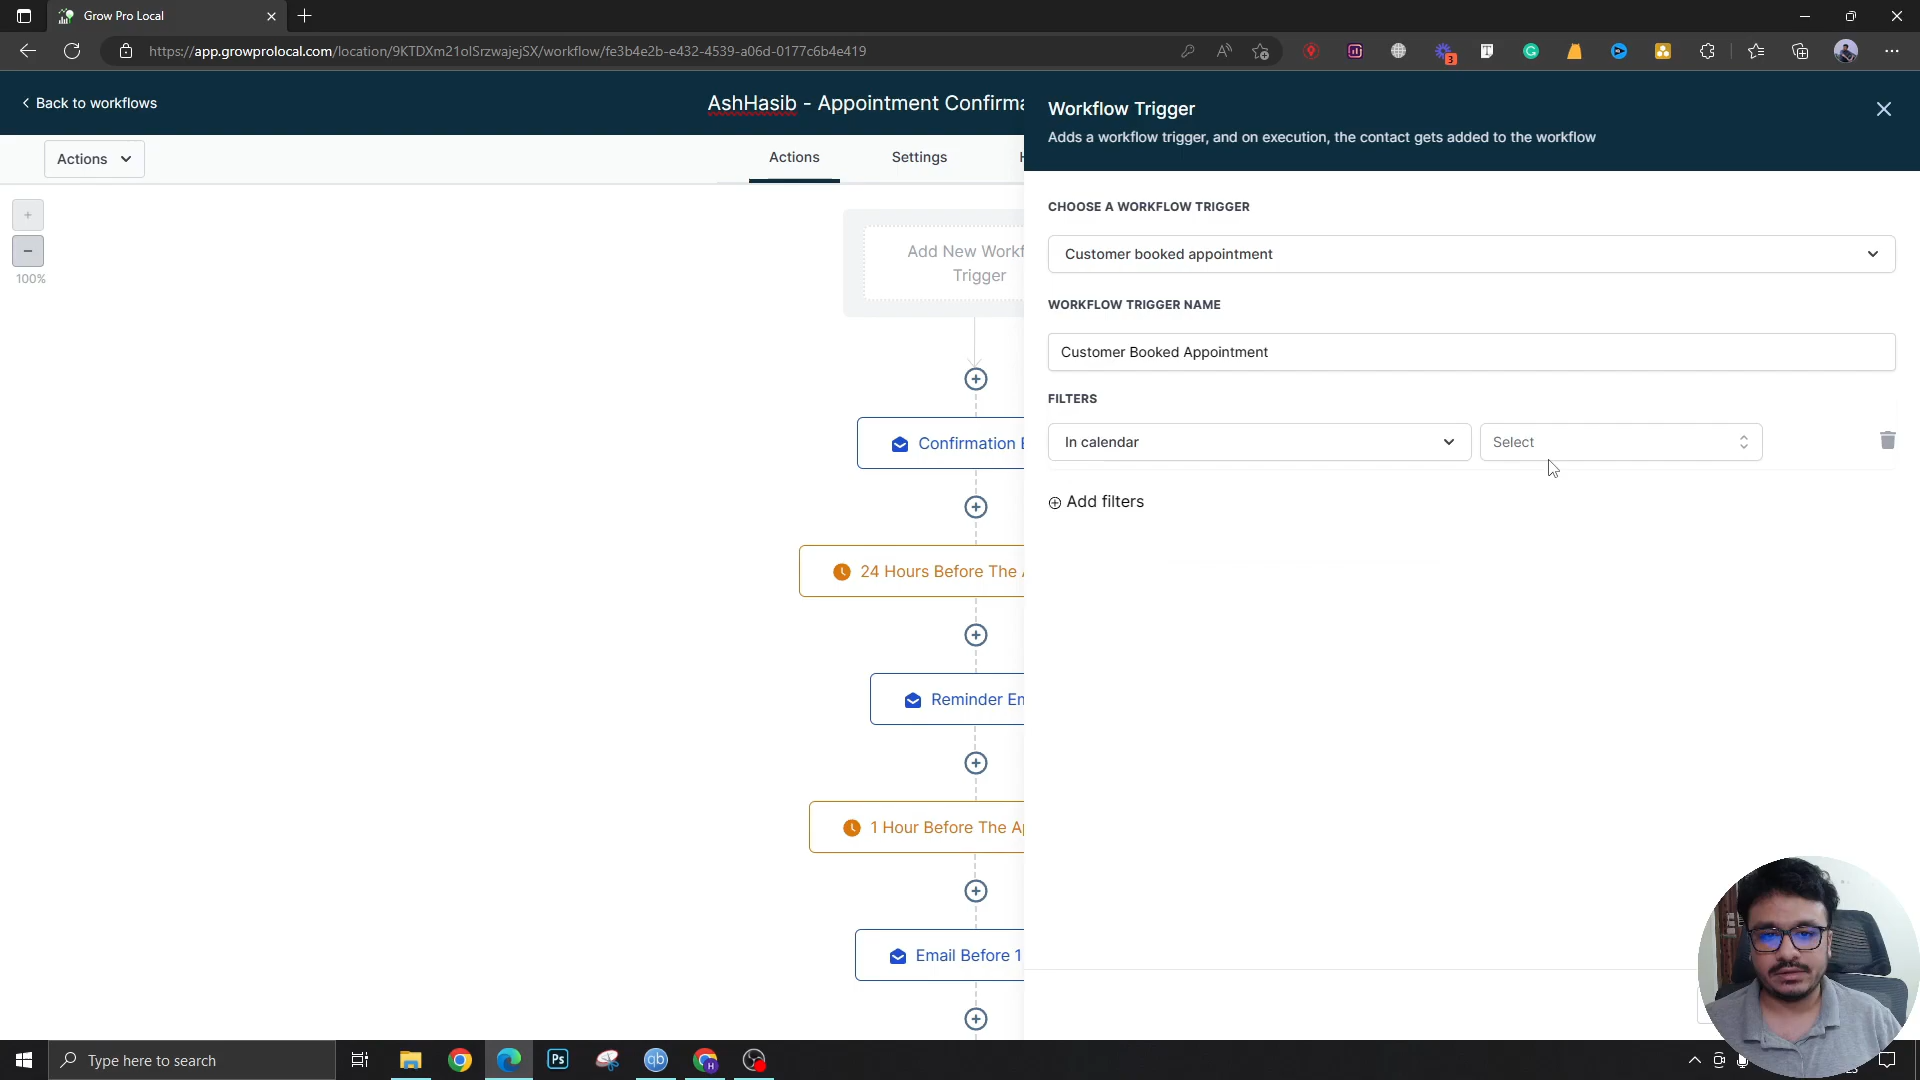 Grow Pro Local
https://app.growprolocal.com/location/9KTDXm21olSrzwajejSX/workflow/fe3b4e2b-e432-4539-a06d-0177c6b4e419
3
Back to workflows
AshHasib - Appointment Confirma
Workflow Trigger
Adds a workflow trigger, and on execution, the contact gets added to the workflow
Actions
Actions
Settings
100%
CHOOSE A WORKFLOW TRIGGER
Customer booked appointment
WORKFLOW TRIGGER NAME
Customer Booked Appointment
FILTERS
In calendar
Select
Add filters
Add New Workf
Trigger
Confirmation E
24 Hours Before The A
Reminder Em
1 Hour Before The Ap
Email Before 1
Type here to search
Ps
qb
H